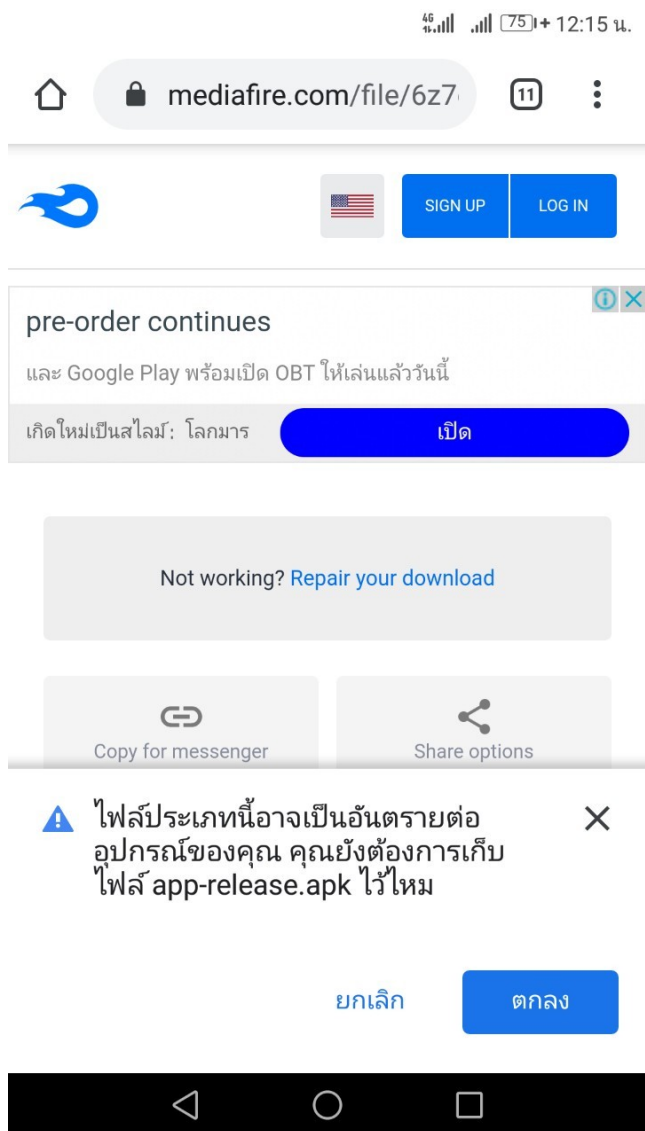 4G 75 + 12:15 น.
mediafire.com/file/6z7 11
SIGN UP LOG IN
pre-order continues
และ Google Play พร้อมเปิด OBT ให้เล่นแล้ววันนี้
เกิดใหม่เป็นสไลม์: โลกมาร เปิด
Not working? Repair your download
Copy for messenger Share options
ไฟล์ประเภทนี้อาจเป็นอันตรายต่อ
อุปกรณ์ของคุณ คุณยังต้องการเก็บ
ไฟล์ app-release.apk ไว้ไหม
ยกเลิก ตกลง